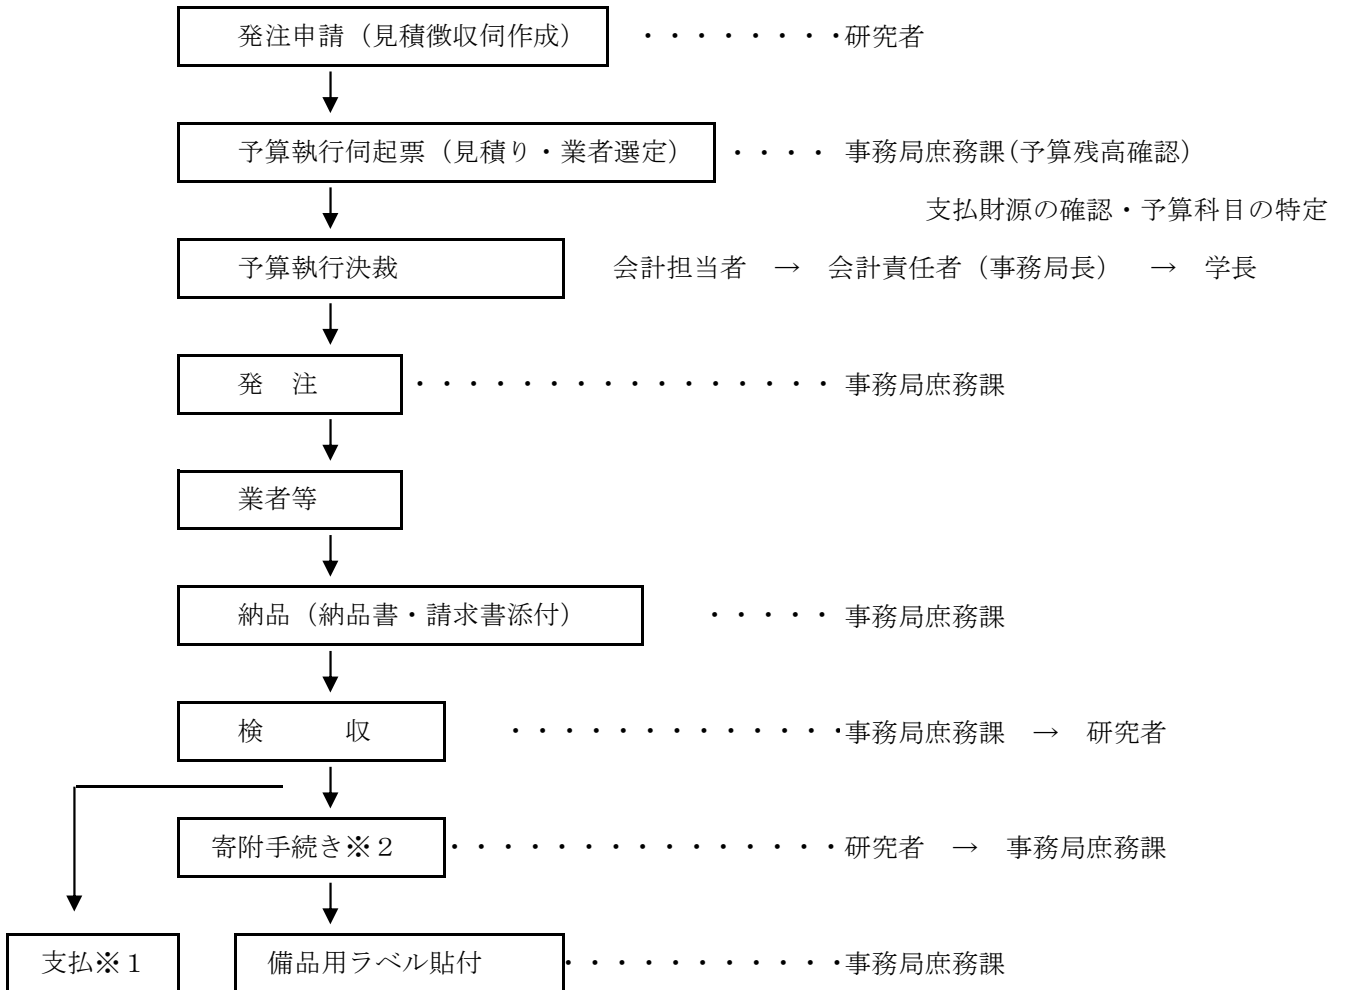 発注申請（見積徴収伺作成） ・・・・・・・・研究者
予算執行伺起票（見積り・業者選定） ・・・・ 事務局庶務課(予算残高確認)
支払財源の確認・予算科目の特定
予算執行決裁 会計担当者 → 会計責任者（事務局長） → 学長
発 注 ・・・・・・・・・・・・・・・・ 事務局庶務課
業者等
納品（納品書・請求書添付） ・・・・・ 事務局庶務課
検 収 ・・・・・・・・・・・・・事務局庶務課 → 研究者
寄附手続き※２ ・・・・・・・・・・・・・・・研究者 → 事務局庶務課
支払※１ 備品用ラベル貼付 ・・・・・・・・・・・事務局庶務課